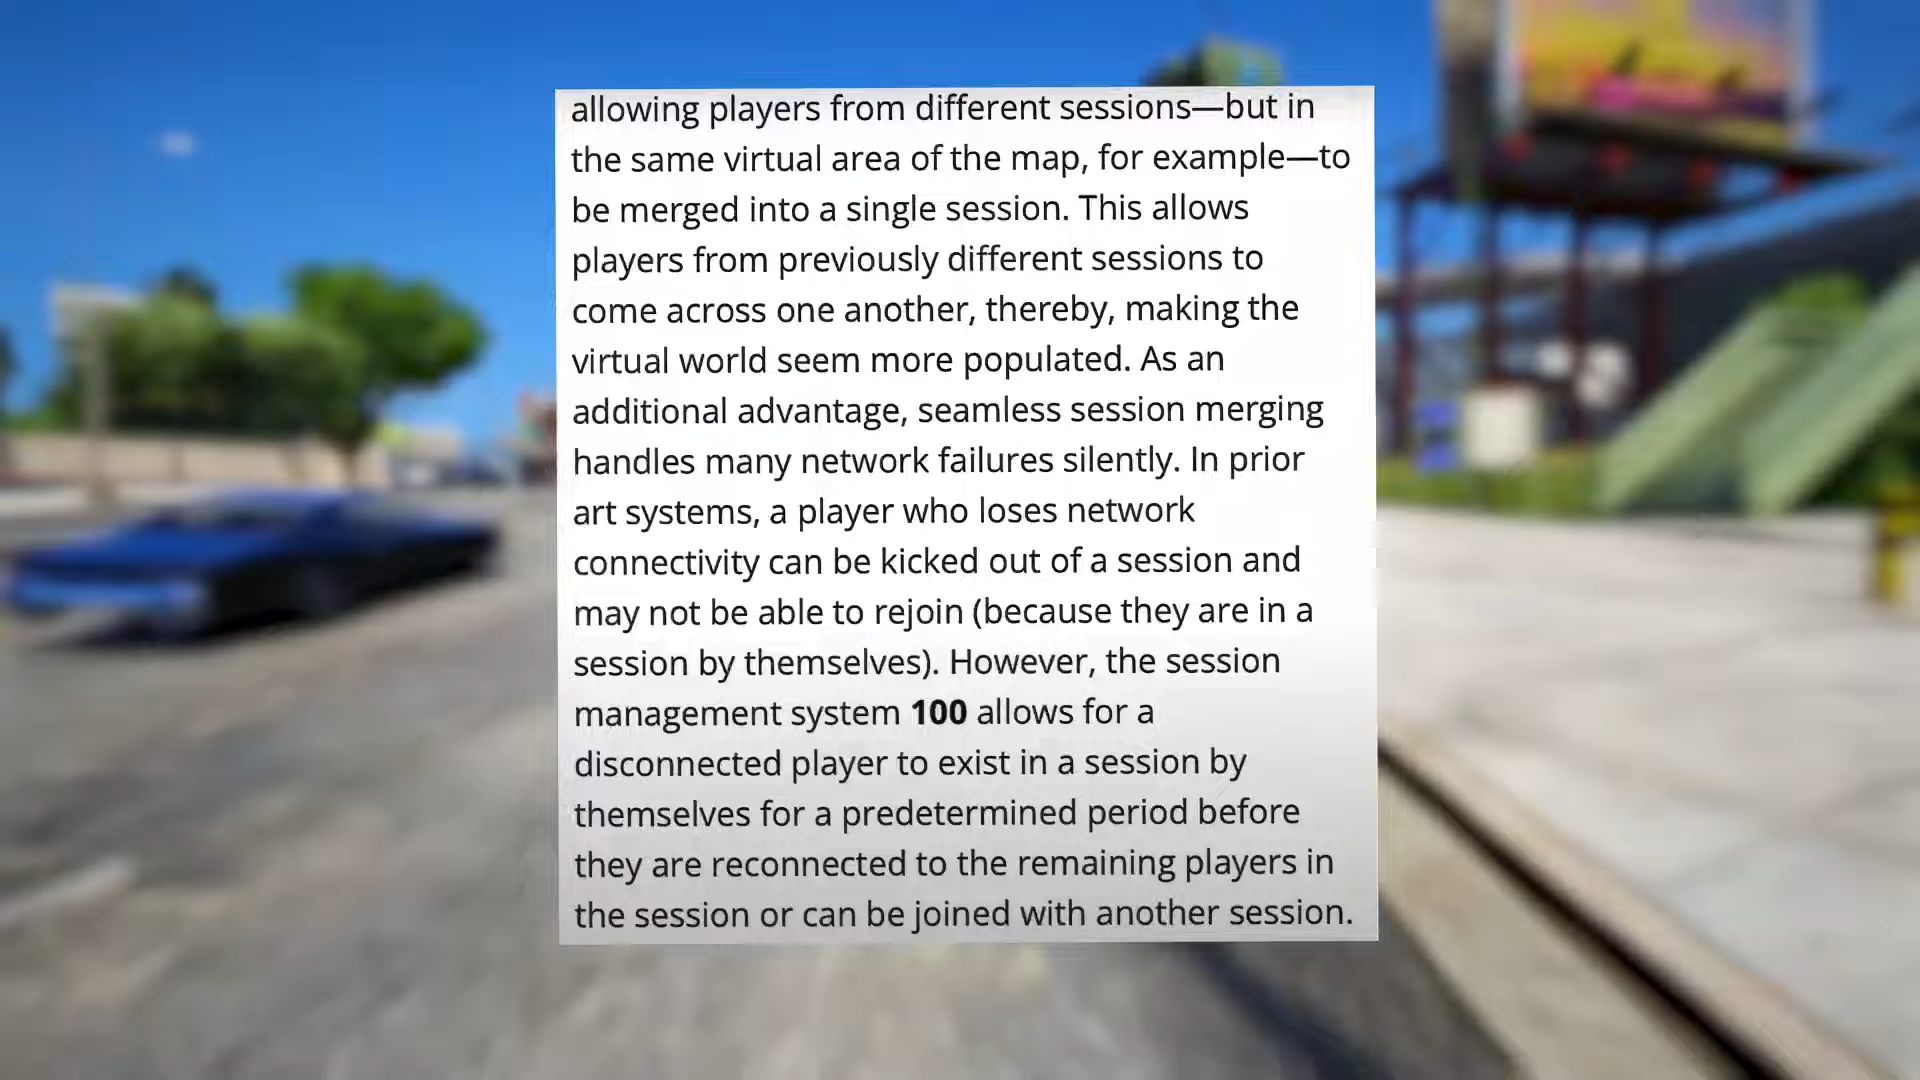 allowing players from different sessions—but in
the same virtual area of the map, for example—to
be merged into a single session. This allows
players from previously different sessions to
come across one another, thereby, making the
virtual world seem more populated. As an
additional advantage, seamless session merging
handles many network failures silently. In prior
art systems, a player who loses network
connectivity can be kicked out of a session and
may not be able to rejoin (because they are in a
session by themselves). However, the session
management system 100 allows for a
disconnected player to exist in a session by
themselves for a predetermined period before
they are reconnected to the remaining players in
the session or can be joined with another session.